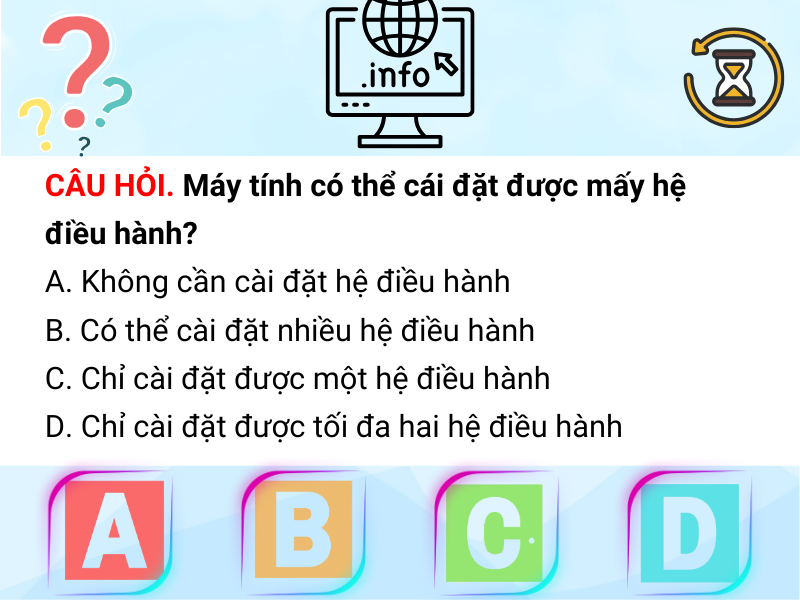 .info
CÂU HỎI. Máy tính có thể cái đặt được mấy hệ
điều hành?
A. Không cần cài đặt hệ điều hành
B. Có thể cài đặt nhiều hệ điều hành
C. Chỉ cài đặt được một hệ điều hành
D. Chỉ cài đặt được tối đa hai hệ điều hành
A B C D